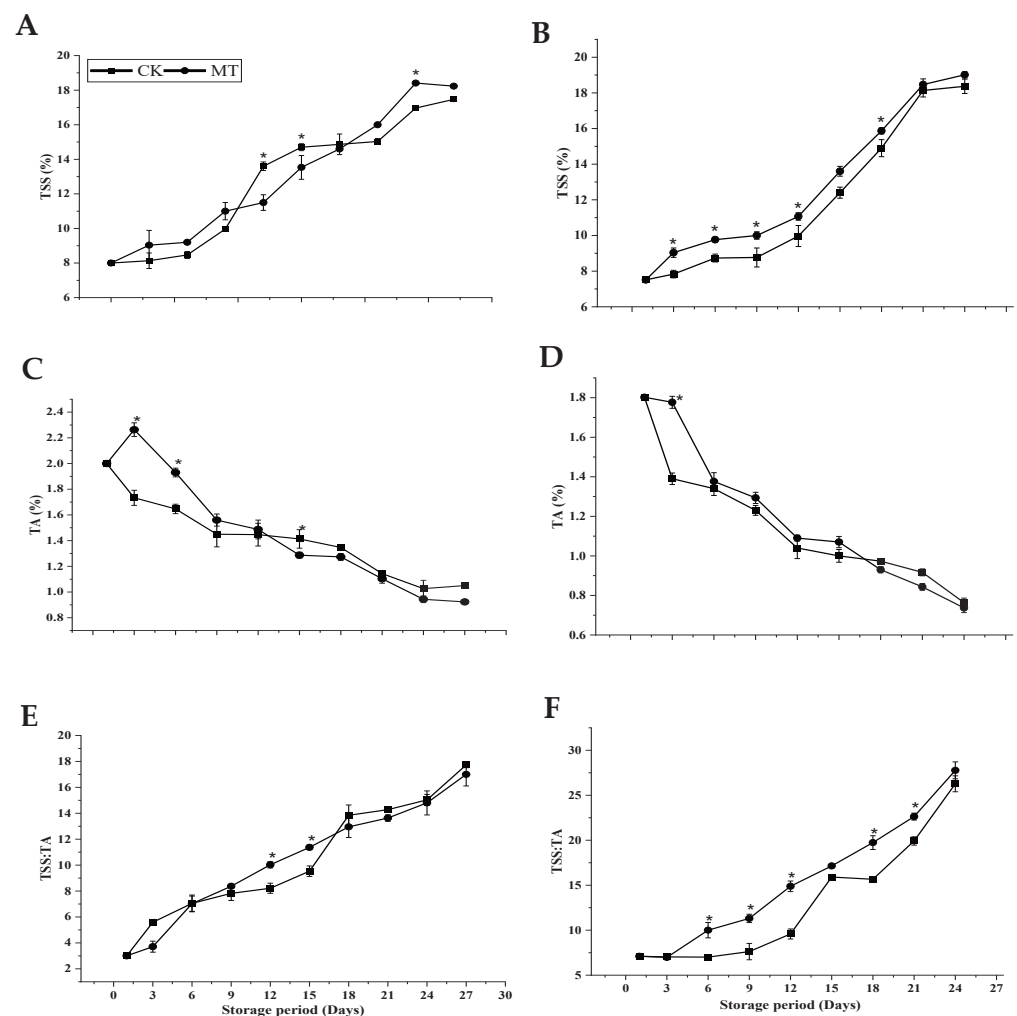 A
20
18
16
14
12
10
8
6
TSS (%)
CK MT
* * *
B
20
18
16
14
12
10
8
6
TSS (%)
* * * * *
C
2.4
2.2
2.0
1.8
1.6
1.4
1.2
1.0
0.8
TA (%)
* * *
D
1.8
1.6
1.4
1.2
1.0
0.8
0.6
TA (%)
*
E
20
18
16
14
12
10
8
6
4
2
TSS:TA
* *
0 3 6 9 12 15 18 21 24 27 30
Storage period (Days)
F
30
25
20
15
10
5
TSS:TA
* * * * *
0 3 6 9 12 15 18 21 24 27
Storage period (Days)